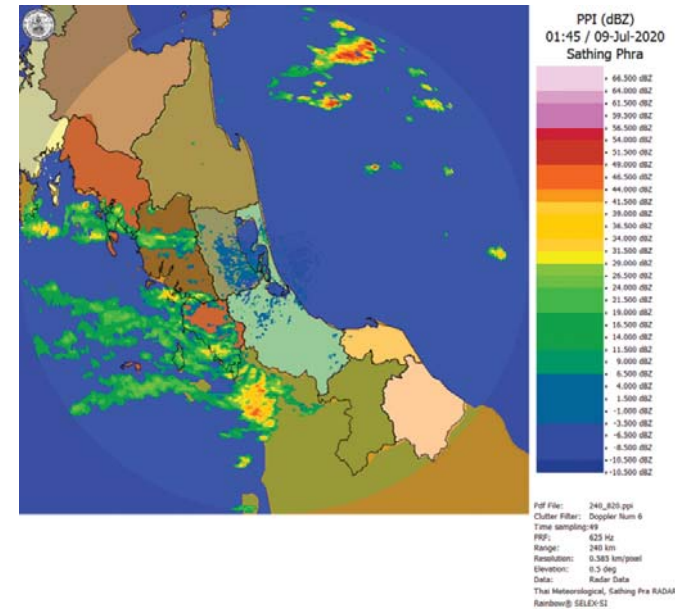 PPI (dBZ)
01:45 / 09-Jul-2020
Sathing Phra
66.500 dBZ
64.000 dBZ
61.500 dBZ
59.500 dBZ
56.500 dBZ
54.000 dBZ
51.500 dBZ
49.000 dBZ
46.500 dBZ
44.000 dBZ
41.500 dBZ
39.000 dBZ
36.500 dBZ
34.000 dBZ
31.500 dBZ
29.000 dBZ
26.500 dBZ
24.000 dBZ
21.500 dBZ
19.000 dBZ
16.500 dBZ
14.000 dBZ
11.500 dBZ
9.000 dBZ
6.500 dBZ
4.000 dBZ
1.500 dBZ
-1.000 dBZ
-3.500 dBZ
-6.500 dBZ
-8.500 dBZ
-10.500 dBZ
-10.500 dBZ
Pdf File: 240_820.ppi
Clutter Filter: Doppler Num 6
Time sampling:49
PRF: 625 Hz
Range: 240 km
Resolution: 0.585 km/pixel
Elevation: 0.5 deg
Data: Radar Data
Thai Meteorological, Sathing Pra RADAR
Rainbow® SELEX-SI